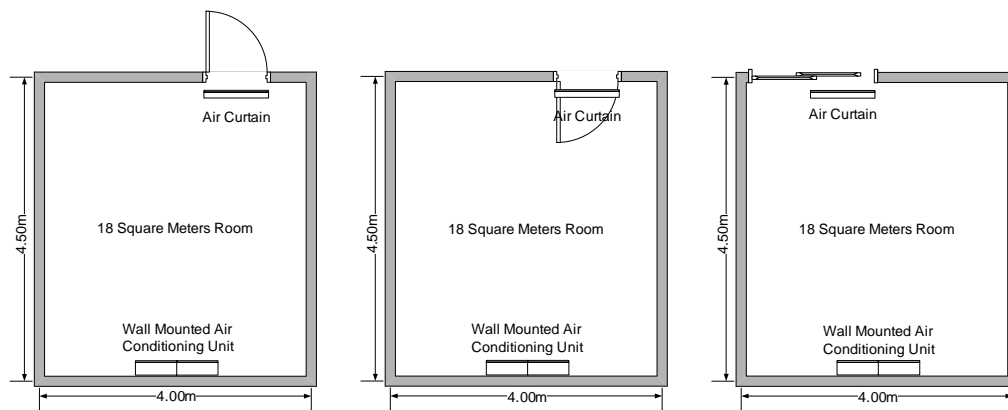 Air Curtain
4.50m
18 Square Meters Room
Wall Mounted Air
Conditioning Unit
4.00m
Air Curtain
4.50m
18 Square Meters Room
Wall Mounted Air
Conditioning Unit
4.00m
Air Curtain
4.50m
18 Square Meters Room
Wall Mounted Air
Conditioning Unit
4.00m